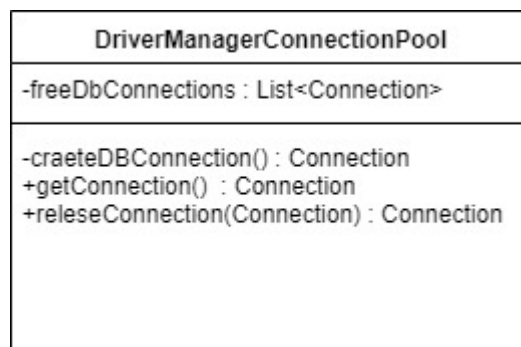 DriverManagerConnectionPool
-freeDbConnections : List<Connection>
-craeteDBConnection() : Connection
+getConnection() : Connection
+releseConnection(Connection) : Connection